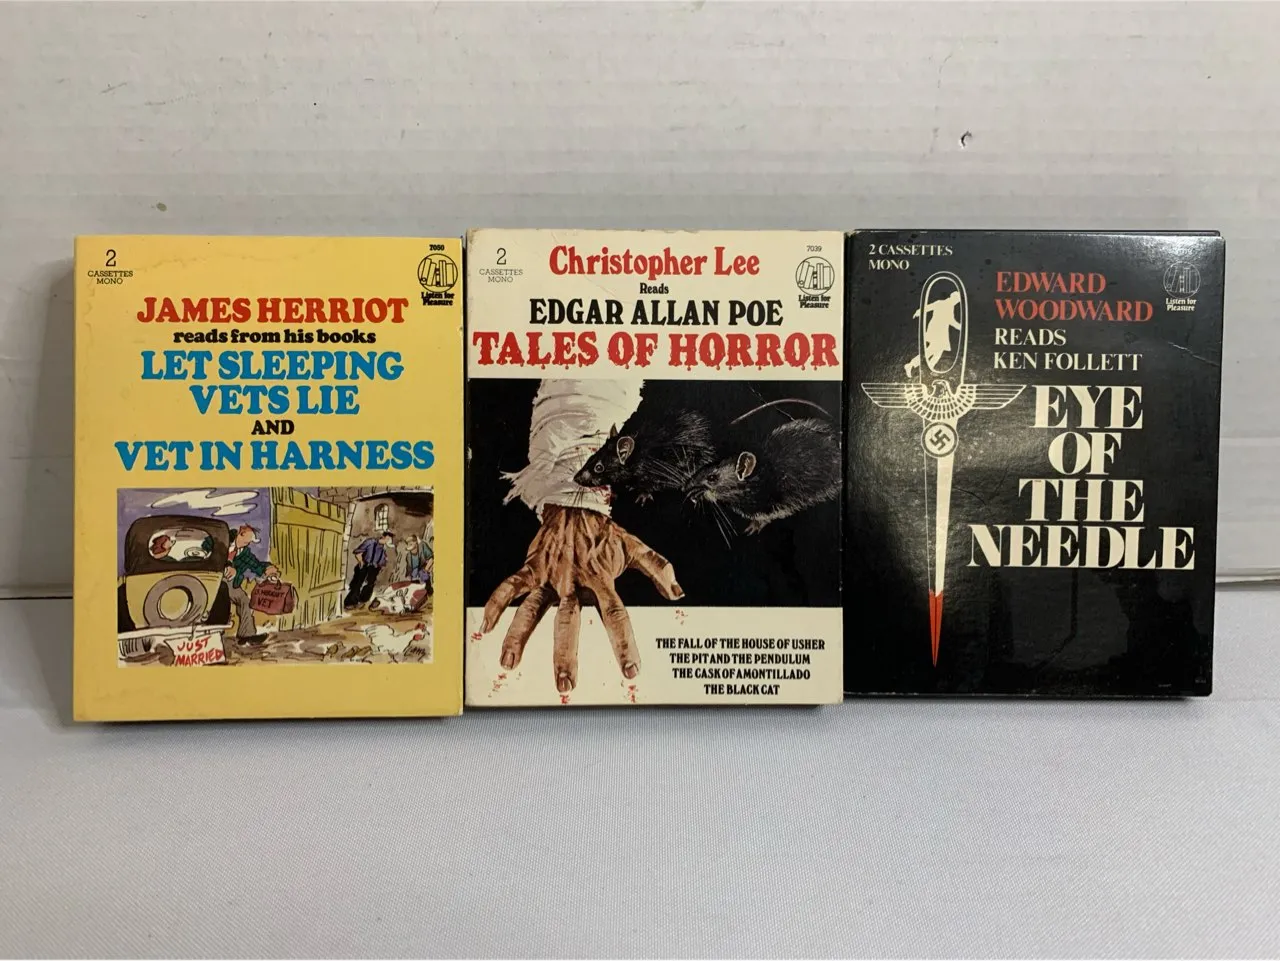 2
CASSETTES
MONO
7050
Listen for
Pleasure
JAMES HERRIOT
reads from his books
LET SLEEPING
VETS LIE
AND
VET IN HARNESS
VET
JUST
MARRIED
2
CASSETTES
MONO
7039
Listen for
Pleasure
Christopher Lee
Reads
EDGAR ALLAN POE
TALES OF HORROR
THE FALL OF THE HOUSE OF USHER
THE PIT AND THE PENDULUM
THE CASK OF AMONTILLADO
THE BLACK CAT
2 CASSETTES
MONO
Listen for
Pleasure
EDWARD
WOODWARD
READS
KEN FOLLETT
EYE
OF
THE
NEEDLE